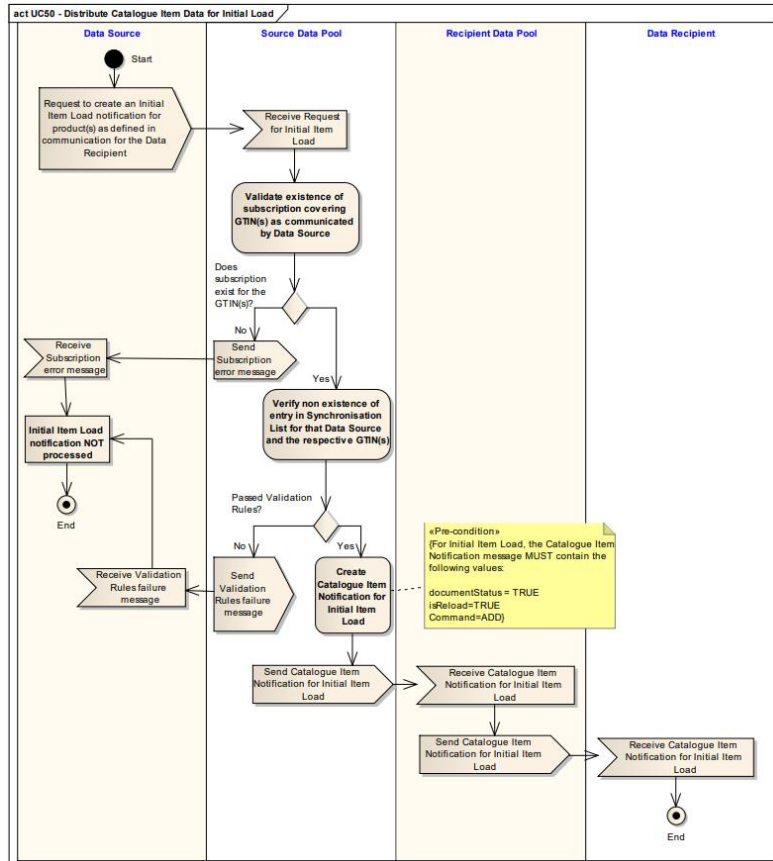 act UC50 - Distribute Catalogue Item Data for Initial Load
Data Source
Source Data Pool
Recipient Data Pool
Data Recipient
Start
Request to create an Initial
Item Load notification for
product(s) as defined in
communication for the Data
Recipient
Receive Request
for Initial Item
Load
Validate existence of
subscription covering
GTIN(s) as communicated
by Data Source
Does
subscription
exist for the
GTIN(s)?
No
Yes
Send
Subscription
error message
Receive
Subscription
error message
Initial Item Load
notification NOT
processed
End
Verify non existence of
entry in Synchronisation
List for that Data Source
and the respective GTIN(s)
Passed Validation
Rules?
No
Yes
Send
Validation
Rules failure
message
Receive Validation
Rules failure
message
Create
Catalogue Item
Notification for
Initial Item
Load
«Pre-condition»
{For Initial Item Load, the Catalogue Item
Notification message MUST contain the
following values:
documentStatus = TRUE
isReload=TRUE
Command=ADD}
Send Catalogue Item
Notification for Initial Item
Load
Receive Catalogue Item
Notification for Initial Item
Load
Send Catalogue Item
Notification for Initial Item
Load
Receive Catalogue Item
Notification for Initial Item
Load
End